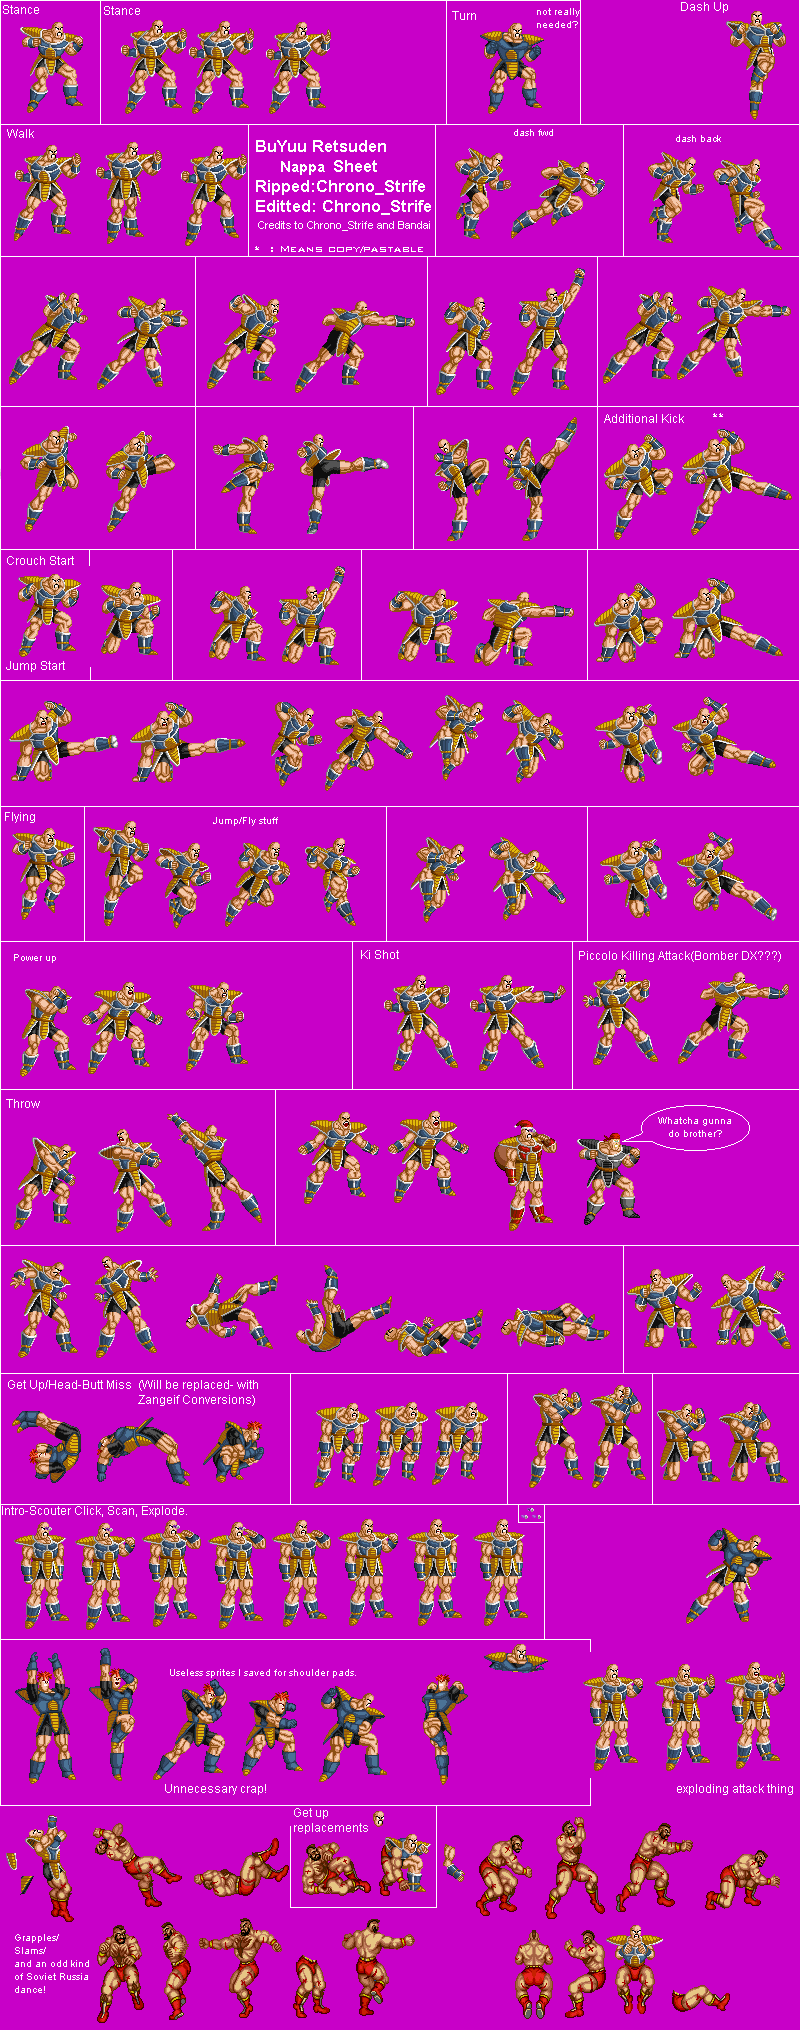 Stance
Stance
Turn
not really
needed?
Dash Up
Walk
BuYuu Retsuden
Nappa Sheet
Ripped:Chrono_Strife
Editted: Chrono_Strife
Credits to Chrono_Strife and Bandai
* : Means copy/pastable
dash fwd
dash back
Additional Kick **
Crouch Start
Jump Start
Flying
Jump/Fly stuff
Power up
Ki Shot
Piccolo Killing Attack(Bomber DX???)
Throw
Whatcha gunna
do brother?
Get Up/Head-Butt Miss (Will be replaced- with
Zangeif Conversions)
Intro-Scouter Click, Scan, Explode.
Useless sprites I saved for shoulder pads.
Unnecessary crap!
exploding attack thing
Get up
replacements
Grapples/
Slams/
and an odd kind
of Soviet Russia
dance!